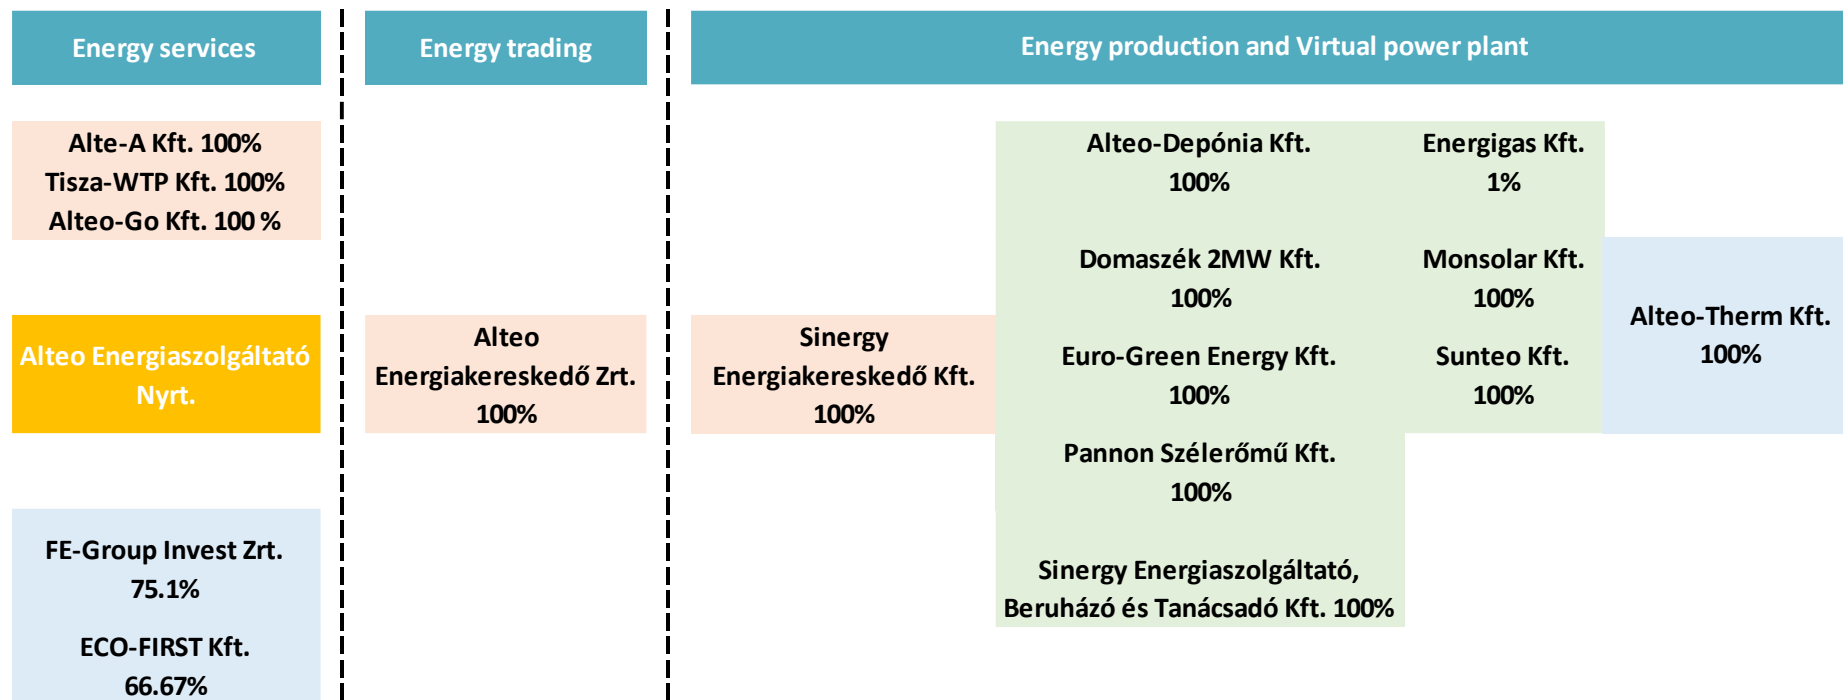 Energy services
Energy trading
Energy production and Virtual power plant
Alte-A Kft. 100%
Tisza-WTP Kft. 100%
Alteo-Go Kft. 100 %
Alteo Energiaszolgáltató
Nyrt.
FE-Group Invest Zrt.
75.1%
ECO-FIRST Kft.
66.67%
Alteo
Energiakereskedő Zrt.
100%
Sinergy
Energiakereskedő Kft.
100%
Alteo-Depónia Kft.
100%
Domaszék 2MW Kft.
100%
Euro-Green Energy Kft.
100%
Pannon Szélerőmű Kft.
100%
Sinergy Energiaszolgáltató,
Beruházó és Tanácsadó Kft. 100%
Energigas Kft.
1%
Monsolar Kft.
100%
Sunteo Kft.
100%
Alteo-Therm Kft.
100%